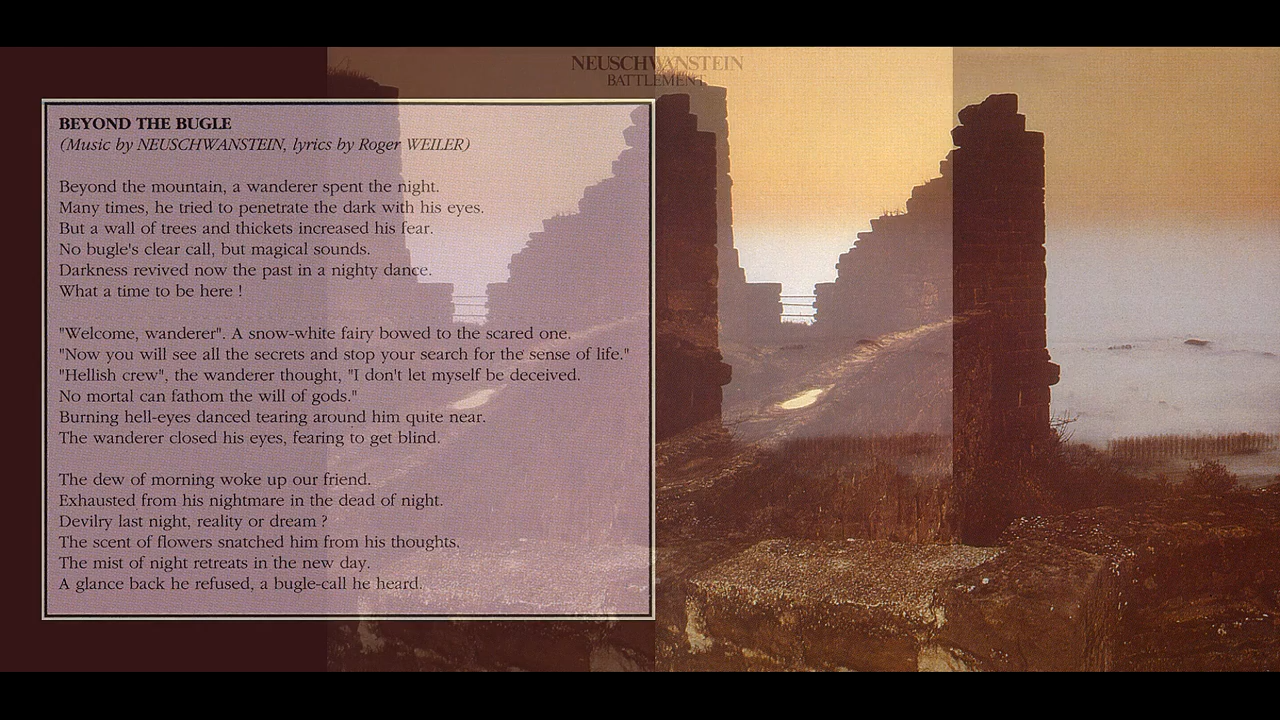 NEUSCHWANSTEIN
BATTLEMENT
BEYOND THE BUGLE
(Music by NEUSCHWANSTEIN, lyrics by Roger WEILER)
Beyond the mountain, a wanderer spent the night.
Many times, he tried to penetrate the dark with his eyes.
But a wall of trees and thickets increased his fear.
No bugle's clear call, but magical sounds.
Darkness revived now the past in a nighty dance.
What a time to be here !
"Welcome, wanderer". A snow-white fairy bowed to the scared one.
"Now you will see all the secrets and stop your search for the sense of life."
"Hellish crew", the wanderer thought, "I don't let myself be deceived.
No mortal can fathom the will of gods."
Burning hell-eyes danced tearing around him quite near.
The wanderer closed his eyes, fearing to get blind.
The dew of morning woke up our friend.
Exhausted from his nightmare in the dead of night.
Devilry last night, reality or dream ?
The scent of flowers snatched him from his thoughts.
The mist of night retreats in the new day.
A glance back he refused, a bugle-call he heard.